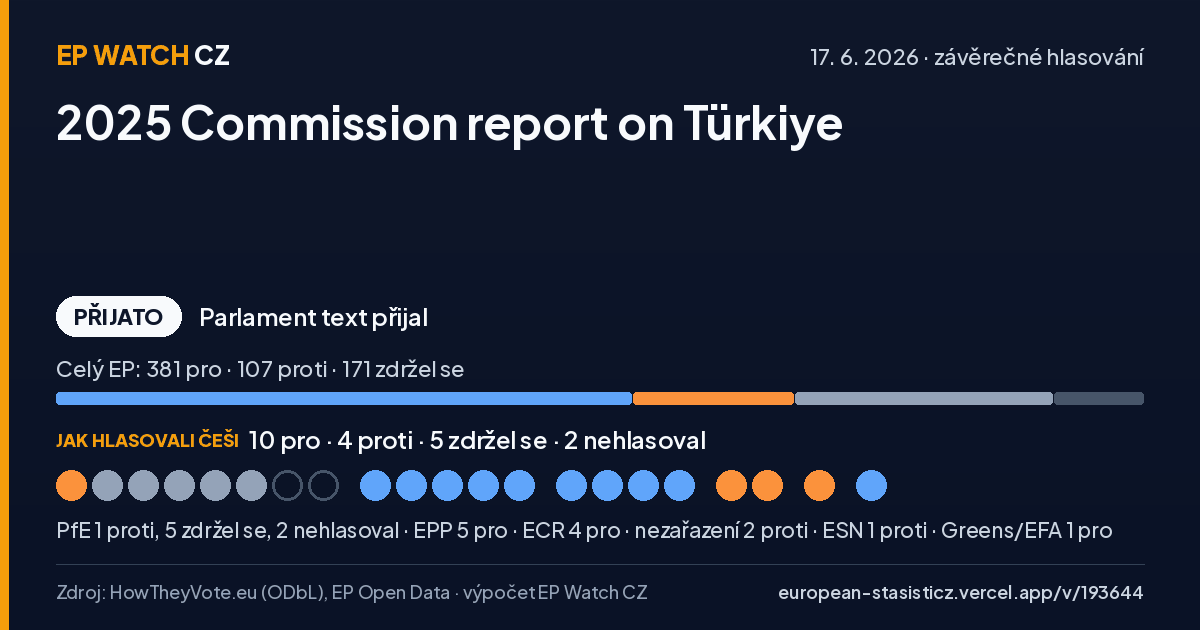 EP WATCH CZ
17. 6. 2026 · závěrečné hlasování
2025 Commission report on Türkiye
PŘIJATO Parlament text přijal
Celý EP: 381 pro · 107 proti · 171 zdržel se
JAK HLASOVALI ČEŠI 10 pro · 4 proti · 5 zdržel se · 2 nehlasoval
PfE 1 proti, 5 zdržel se, 2 nehlasoval · EPP 5 pro · ECR 4 pro · nezařazení 2 proti · ESN 1 proti · Greens/EFA 1 pro
Zdroj: HowTheyVote.eu (ODbL), EP Open Data · výpočet EP Watch CZ
european-stasisticz.vercel.app/v/193644